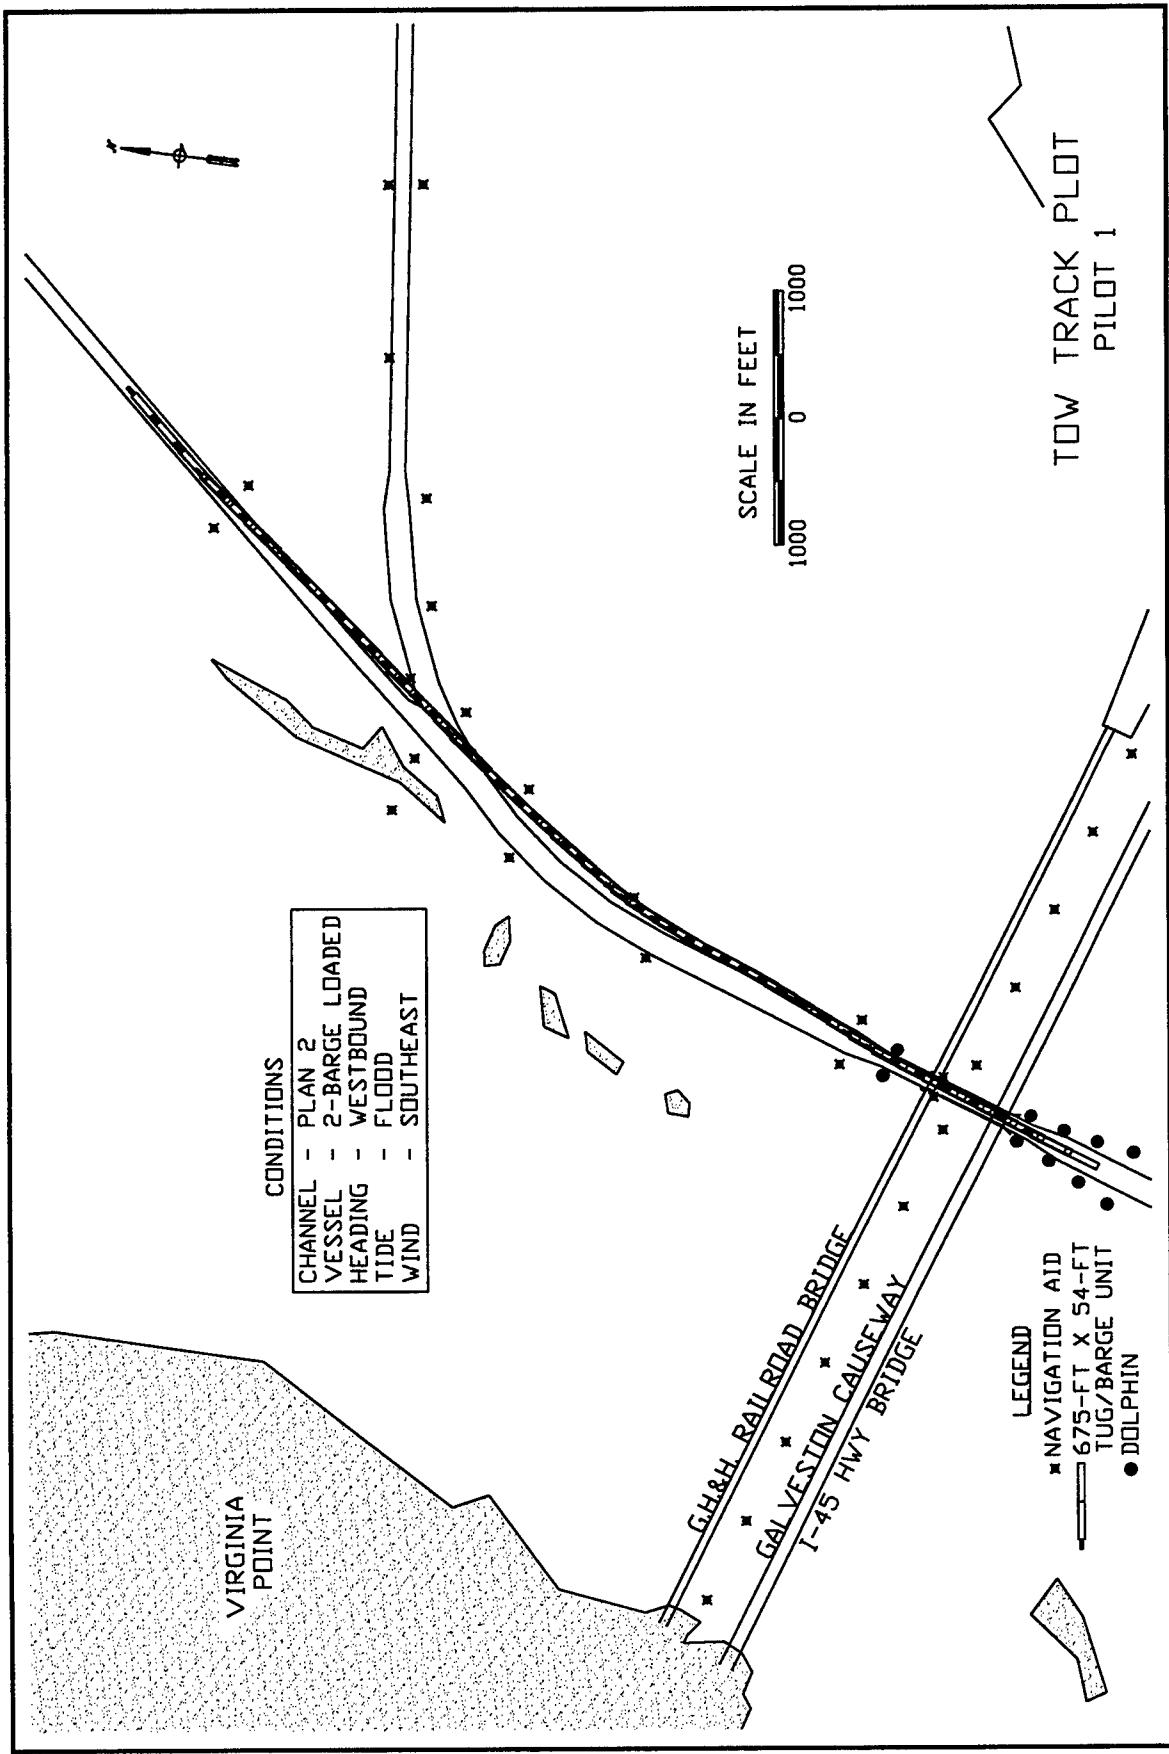 VIRGINIA
POINT
CONDITIONS
CHANNEL - PLAN 2
VESSEL - 2-BARGE LOADED
HEADING - WESTBOUND
TIDE - FLOOD
WIND - SOUTHEAST
N
G.H.&H. RAILROAD BRIDGE
GALVESTON CAUSEWAY
I-45 HWY BRIDGE
SCALE IN FEET
1000 0 1000
LEGEND
NAVIGATION AID
675-FT X 54-FT
TUG/BARGE UNIT
DOLPHIN
TOW TRACK PLOT
PILOT 1